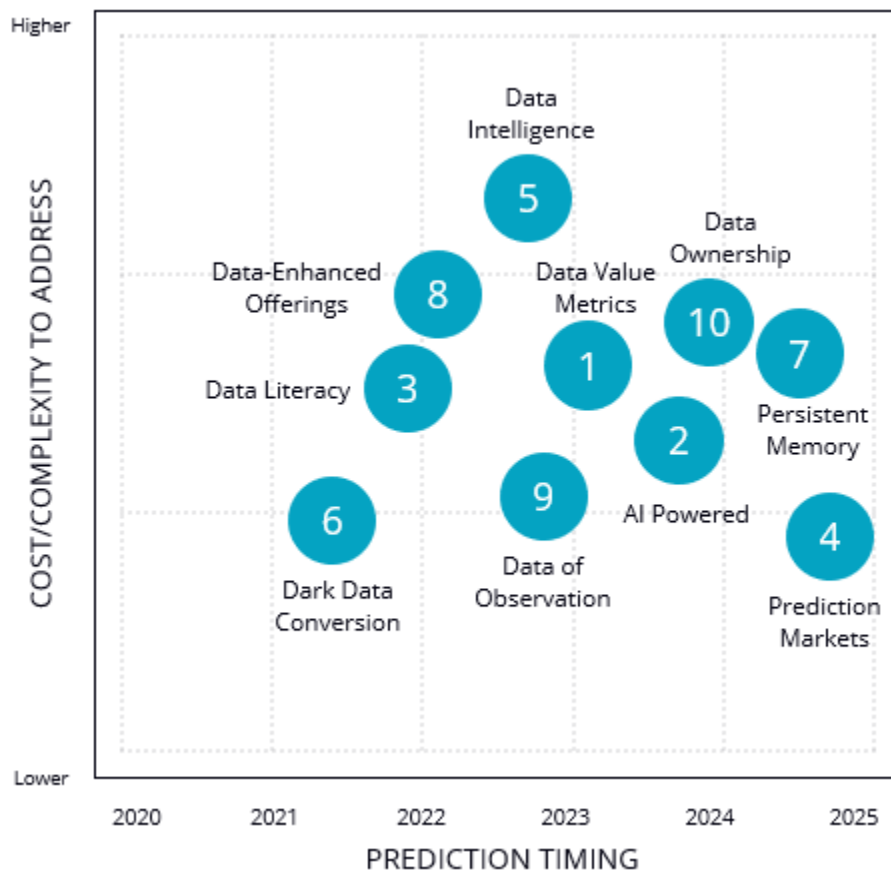 Higher
Data
Intelligence
5
Data
Ownership
Data-Enhanced
Offerings
8
Data Value
Metrics
10
7
1
Data Literacy
3
Persistent
Memory
2
AI Powered
9
6
4
Data of
Observation
Dark Data
Conversion
Prediction
Markets
COST/COMPLEXITY TO ADDRESS
Lower
2020
2021
2022
2023
2024
2025
PREDICTION TIMING